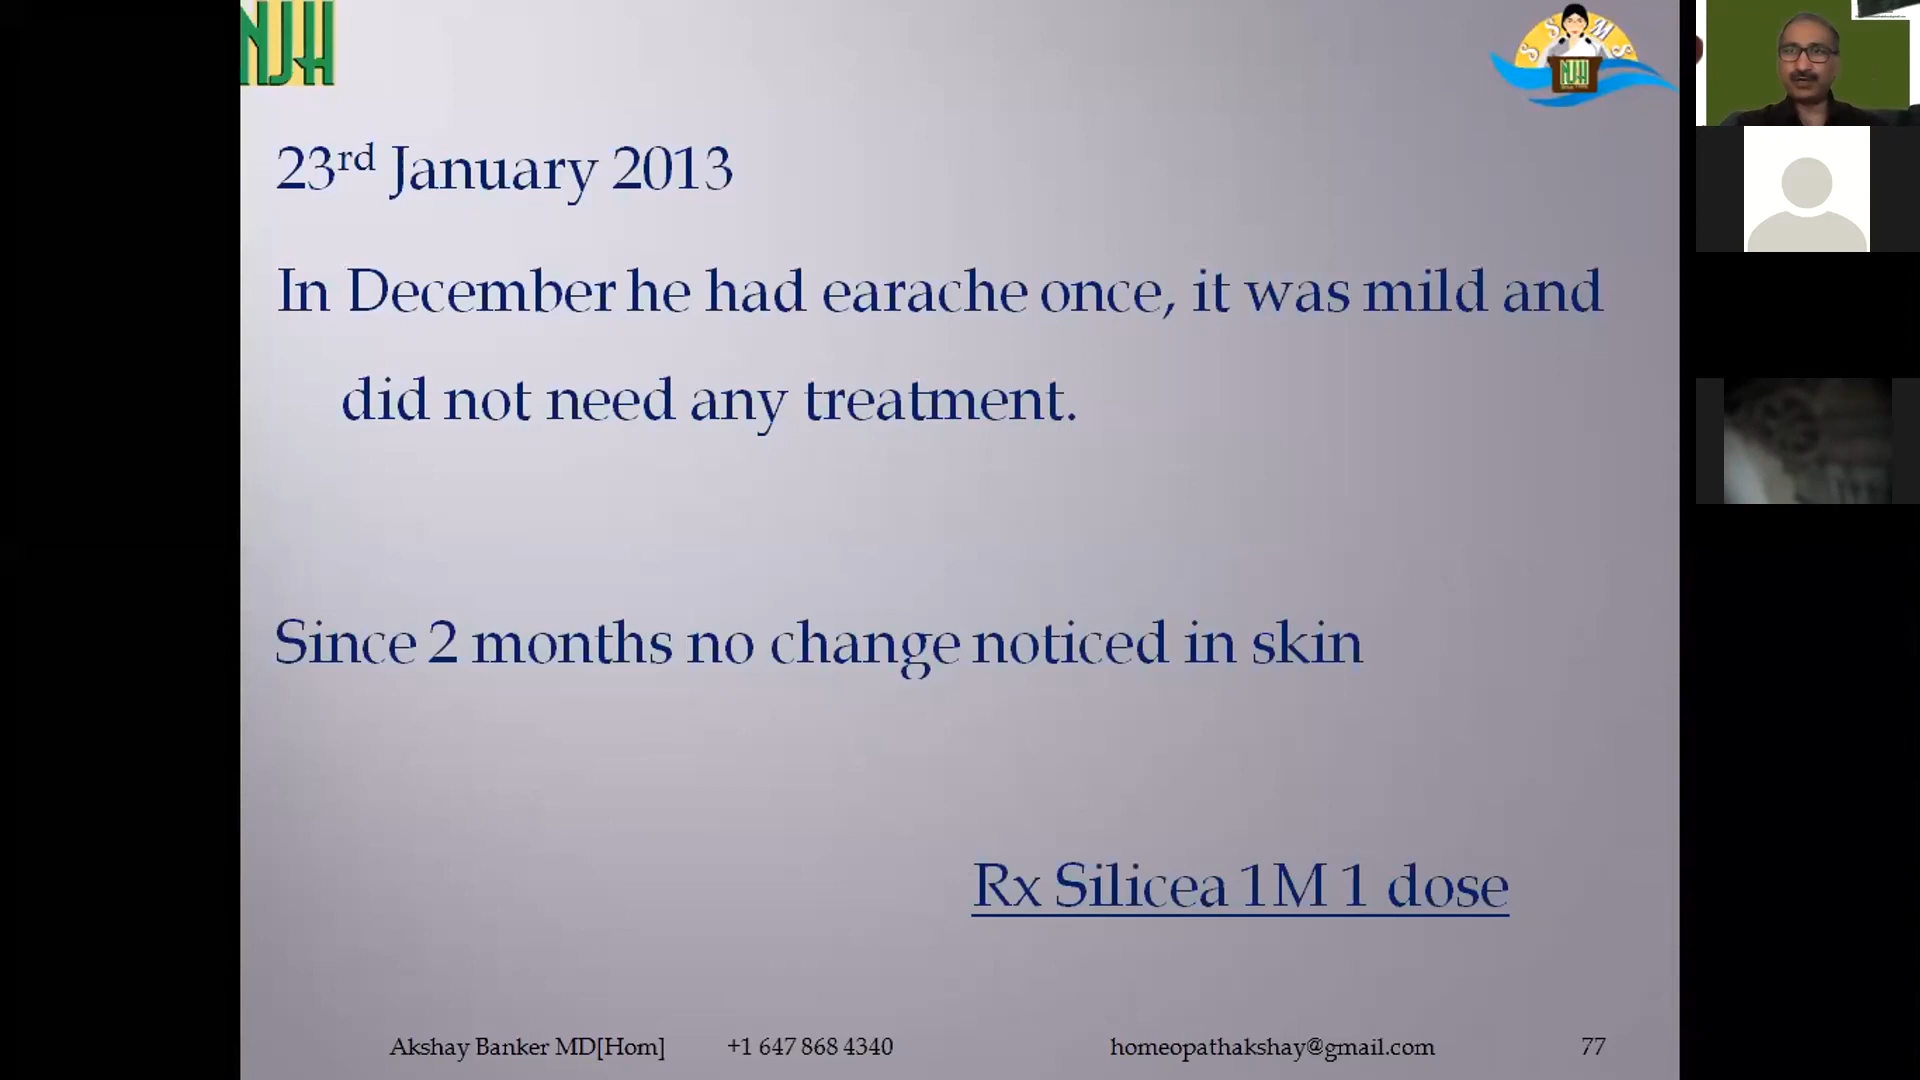 NJH
S S M S
NJH
23rd January 2013
In December he had earache once, it was mild and
did not need any treatment.
Since 2 months no change noticed in skin
Rx Silicea 1M 1 dose
Akshay Banker MD[Hom] +1 647 868 4340 homeopathakshay@gmail.com 77